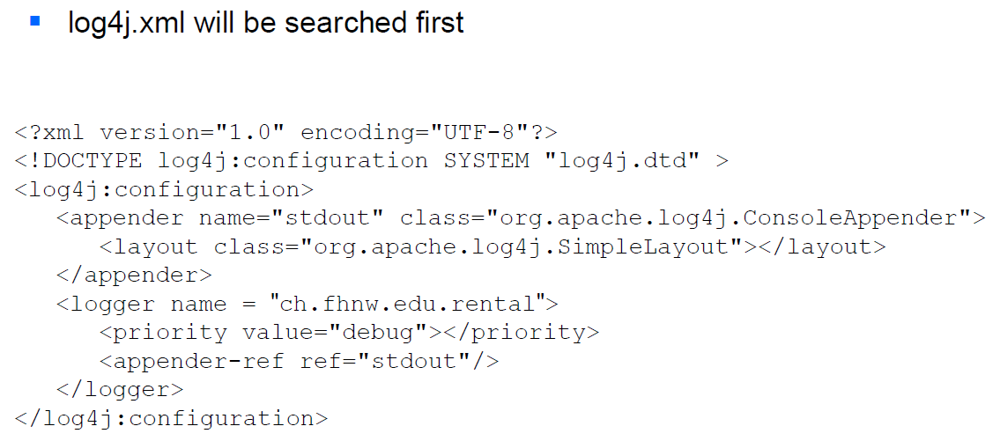 ▪ log4j.xml will be searched first
<?xml version="1.0" encoding="UTF-8"?>
<!DOCTYPE log4j:configuration SYSTEM "log4j.dtd" >
<log4j:configuration>
   <appender name="stdout" class="org.apache.log4j.ConsoleAppender">
      <layout class="org.apache.log4j.SimpleLayout"></layout>
   </appender>
   <logger name = "ch.fhnw.edu.rental">
      <priority value="debug"></priority>
      <appender-ref ref="stdout"/>
   </logger>
</log4j:configuration>